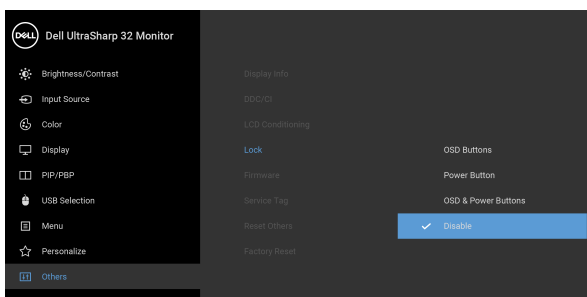 DELL Dell UltraSharp 32 Monitor
Brightness/Contrast
Input Source
Color
Display
PIP/PBP
USB Selection
Menu
Personalize
Others
Display Info
DDC/CI
LCD Conditioning
Lock
Firmware
Service Tag
Reset Others
Factory Reset
OSD Buttons
Power Button
OSD & Power Buttons
Disable